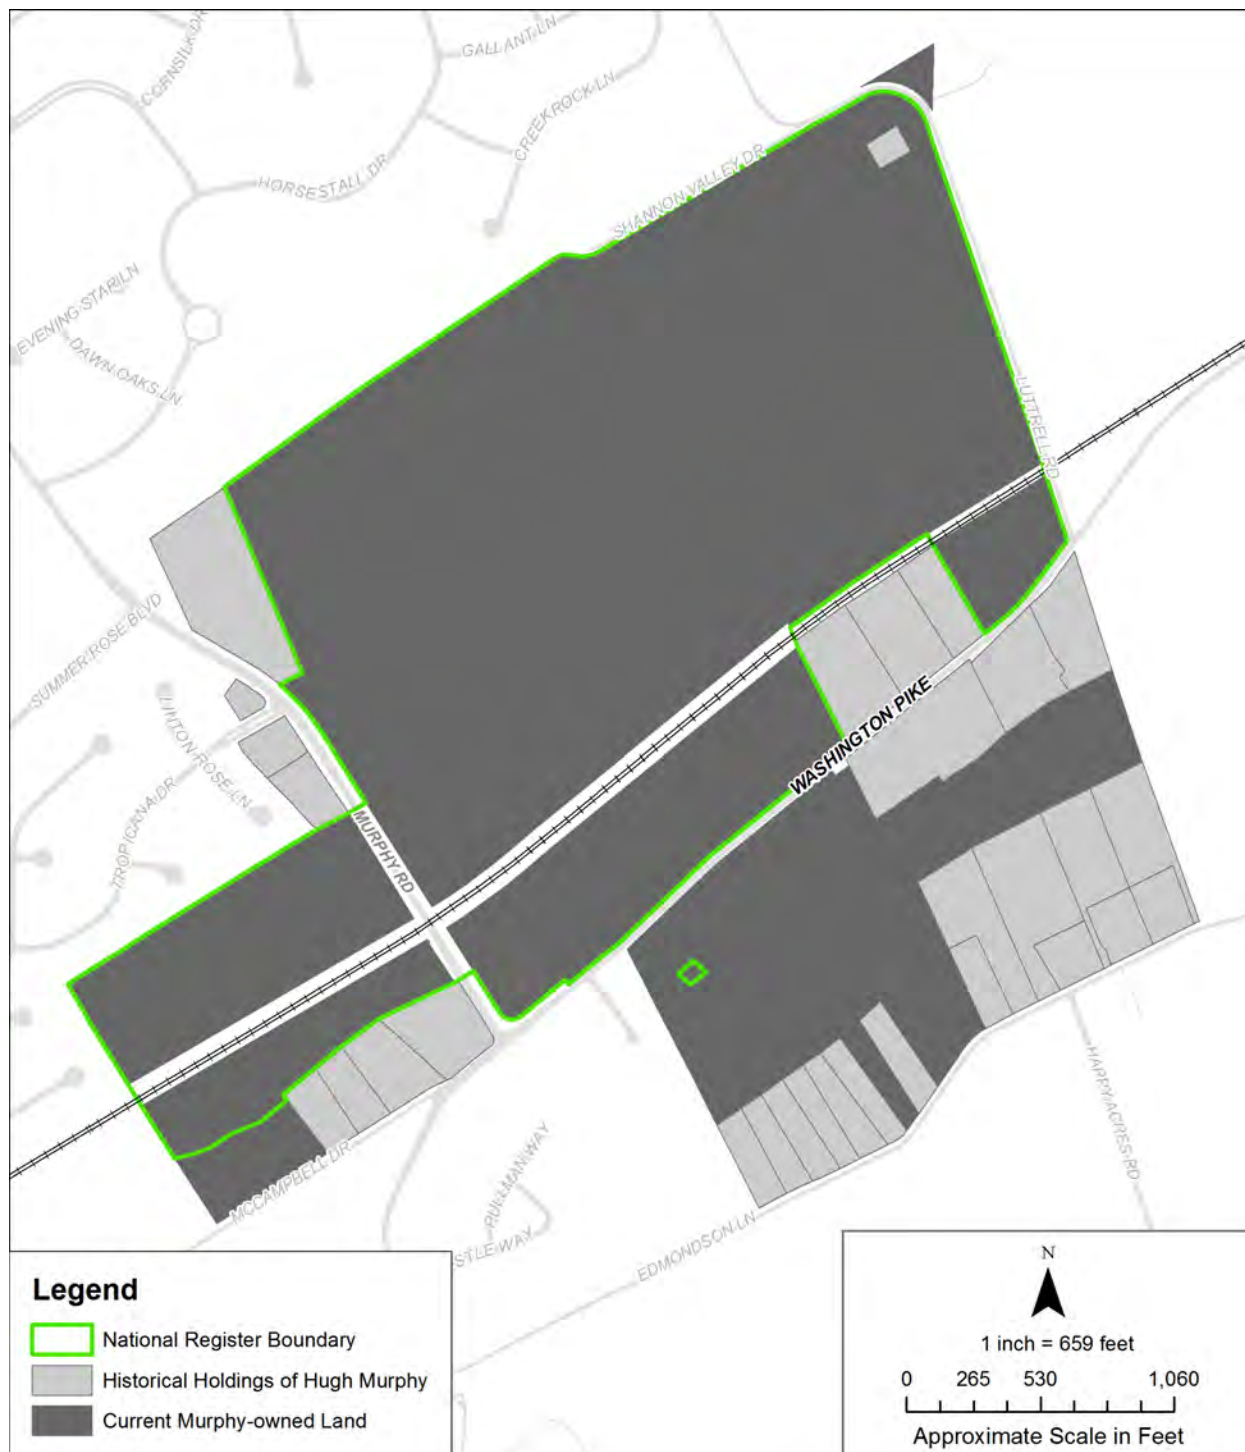 CORNSILK DR
GALLANT LN
CREEKROCK LN
HORSESTALL DR
SHANNON VALLEY DR
EVENING STAR LN
DAWN OAKS LN
LUTTRELL RD
SUMMER ROSE BLVD
LINTON ROSE LN
TROPICANA DR
MURPHY RD
WASHINGTON PIKE
HAPPY ACRES RD
MCCAMPBELL DR
PULLMAN WAY
STLE WAY
EDMONDSON LN
Legend
National Register Boundary
Historical Holdings of Hugh Murphy
Current Murphy-owned Land
N
1 inch = 659 feet
0 265 530 1,060
Approximate Scale in Feet